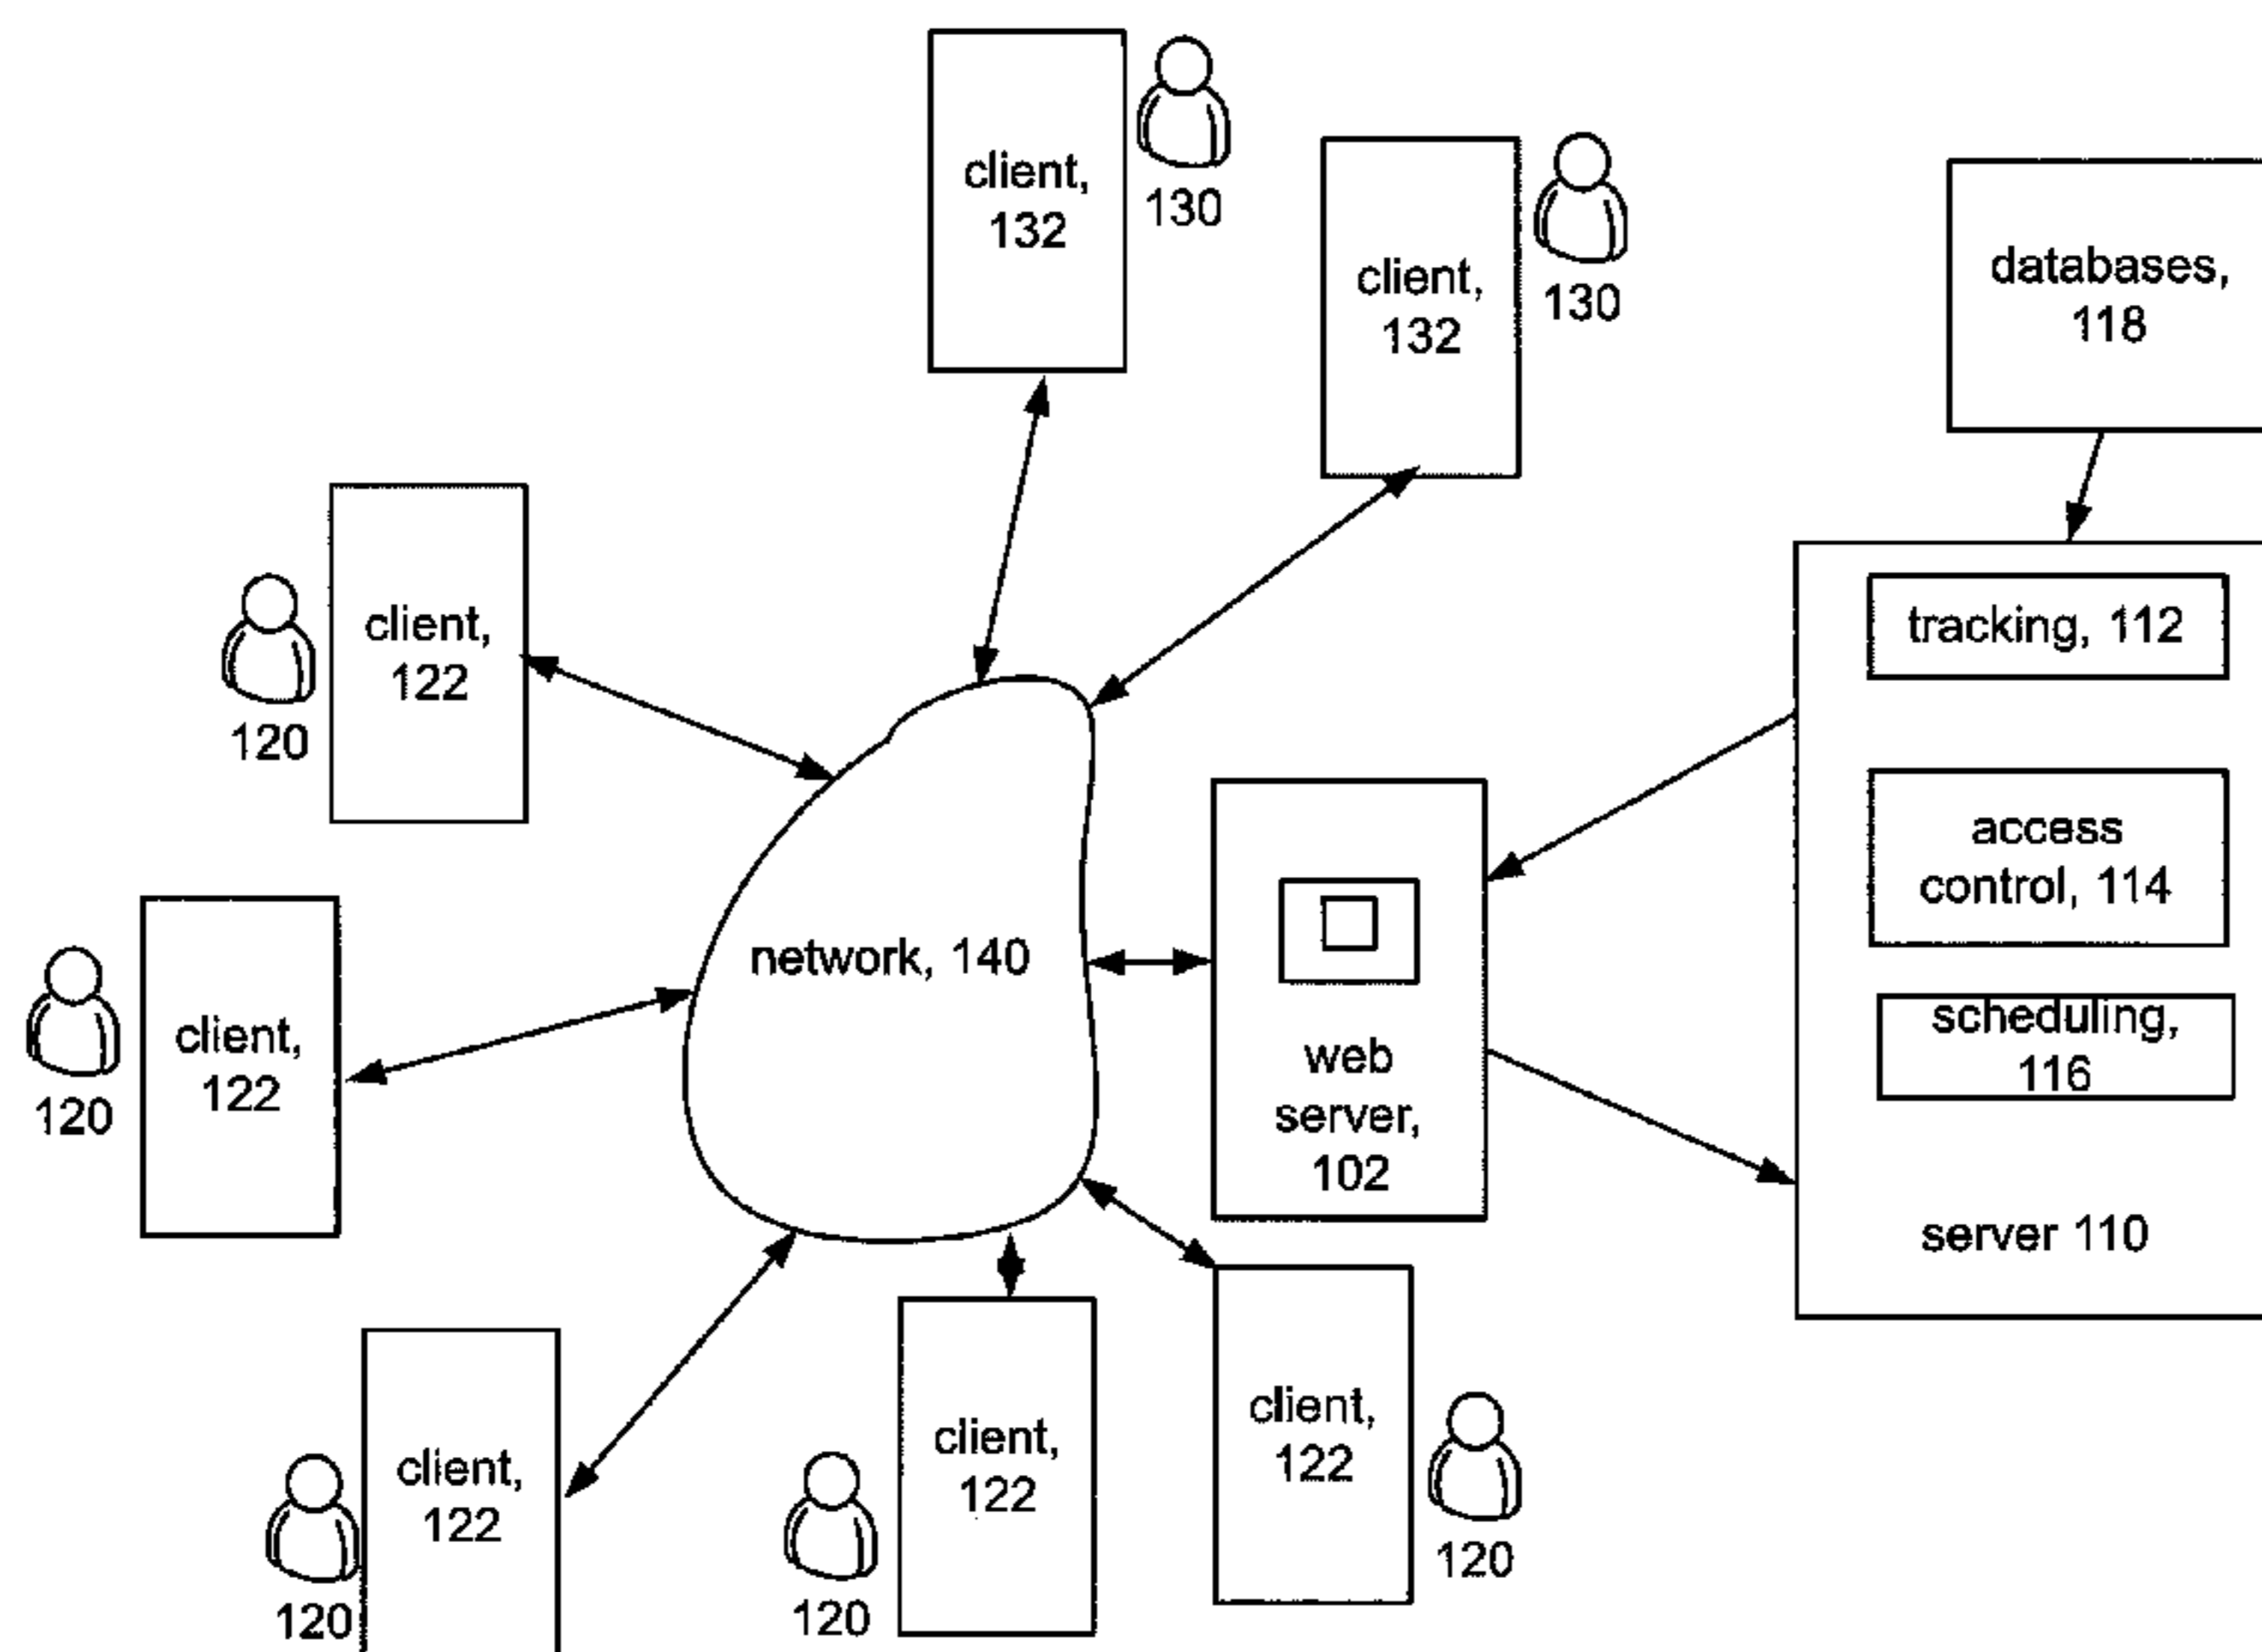 client,
132
130
client,
132
130
databases,
118
client,
122
120
tracking, 112
access
control, 114
scheduling,
116
server 110
network, 140
web
server,
102
client,
122
120
client,
122
120
client,
122
120
client,
122
120